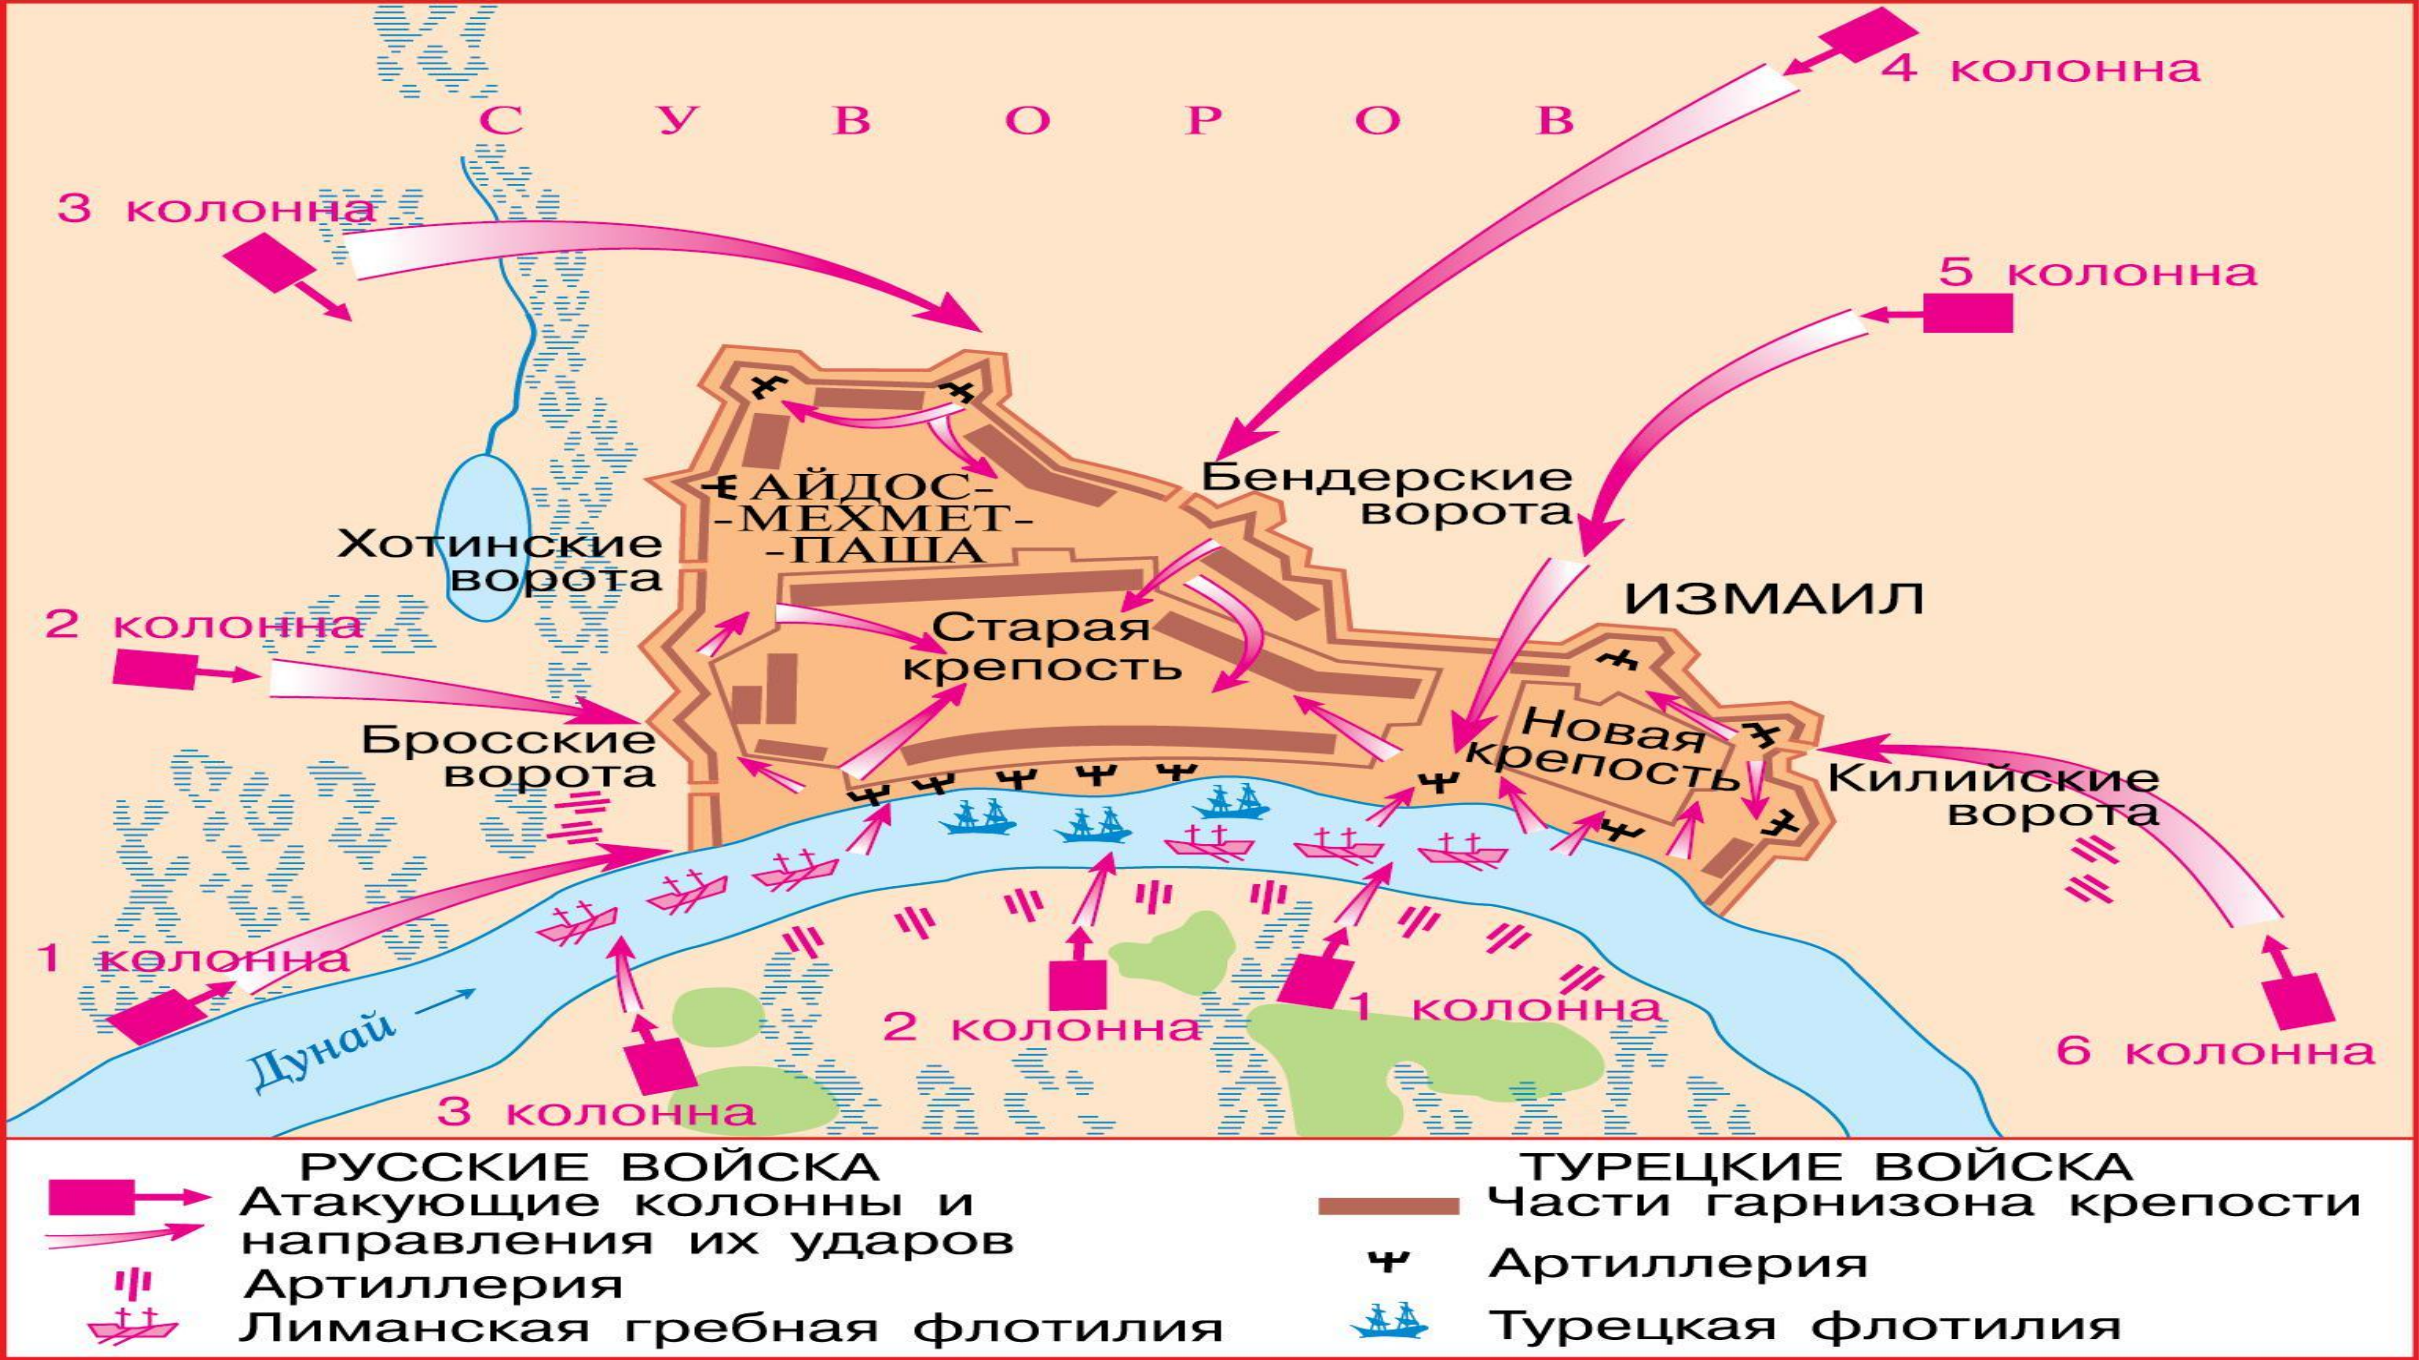 4 колонна
С У В О Р О В
3 колонна
5 колонна
Бендерские
ворота
АЙДОС-
-МЕХМЕТ-
-ПАША
Хотинские
ворота
ИЗМАИЛ
2 колонна
Старая
крепость
Бросские
ворота
Новая
крепость
Килийские
ворота
1 колонна
Дунай
2 колонна
1 колонна
3 колонна
6 колонна
РУССКИЕ ВОЙСКА
Атакующие колонны и
направления их ударов
Артиллерия
Лиманская гребная флотилия
ТУРЕЦКИЕ ВОЙСКА
Части гарнизона крепости
Артиллерия
Турецкая флотилия